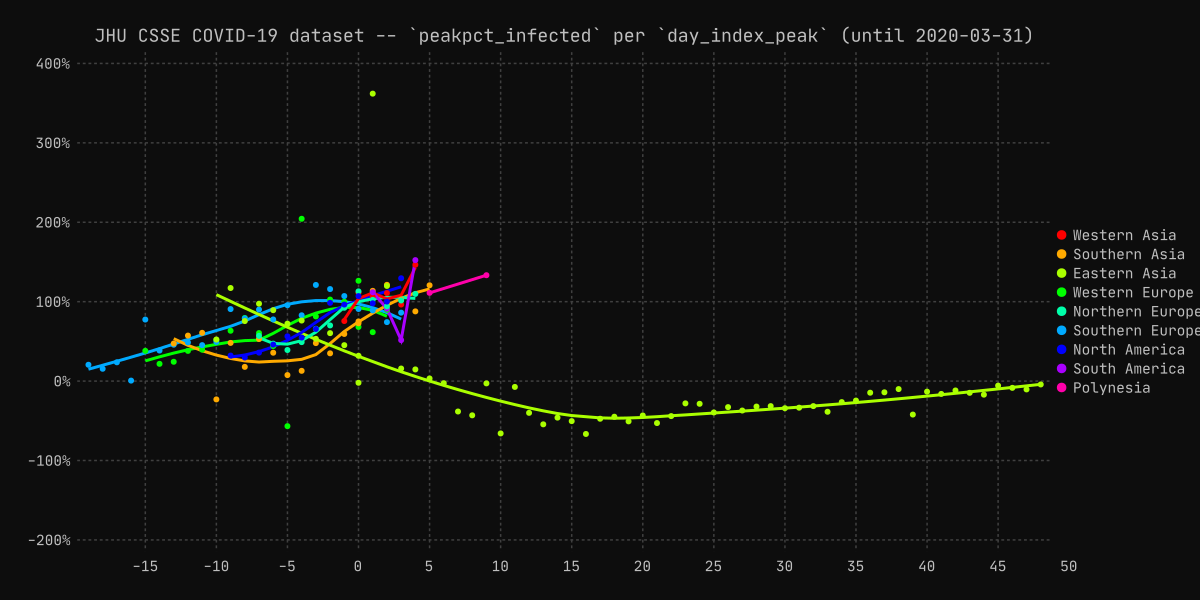 JHU CSSE COVID-19 dataset -- `peakpct_infected` per `day_index_peak` (until 2020-03-31)
400%
300%
200%
100%
0%
-100%
-200%
-15 -10 -5 0 5 10 15 20 25 30 35 40 45 50
Western Asia
Southern Asia
Eastern Asia
Western Europe
Northern Europe
Southern Europe
North America
South America
Polynesia